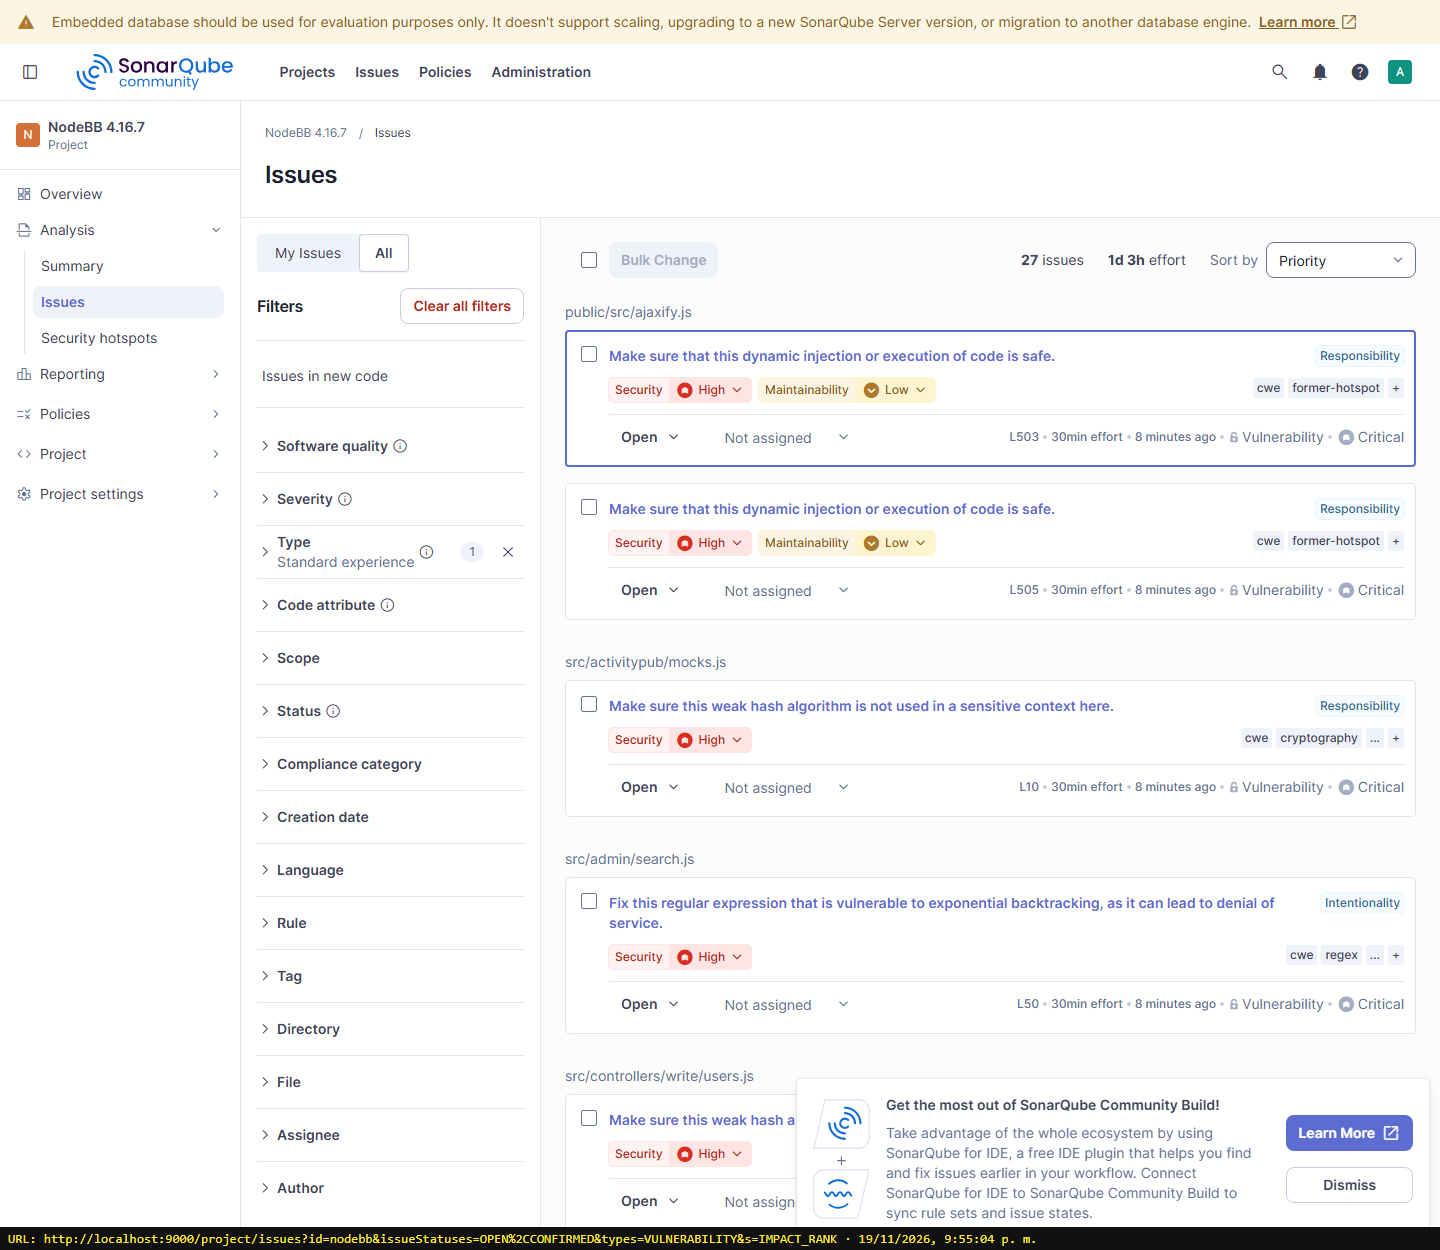 Embedded database should be used for evaluation purposes only. It doesn't support scaling, upgrading to a new SonarQube Server version, or migration to another database engine. Learn more
SonarQube community
Projects Issues Policies Administration
A
N
NodeBB 4.16.7
Project
Overview
Analysis
Summary
Issues
Security hotspots
Reporting
Policies
Project
Project settings
NodeBB 4.16.7 / Issues
Issues
My Issues All
Filters Clear all filters
Issues in new code
Software quality
Severity
Type
Standard experience 1
Code attribute
Scope
Status
Compliance category
Creation date
Language
Rule
Tag
Directory
File
Assignee
Author
Bulk Change 27 issues 1d 3h effort Sort by Priority
public/src/ajaxify.js
Make sure that this dynamic injection or execution of code is safe. Responsibility
Security High Maintainability Low cwe former-hotspot +
Open Not assigned L503 • 30min effort • 8 minutes ago • Vulnerability • Critical
Make sure that this dynamic injection or execution of code is safe. Responsibility
Security High Maintainability Low cwe former-hotspot +
Open Not assigned L505 • 30min effort • 8 minutes ago • Vulnerability • Critical
src/activitypub/mocks.js
Make sure this weak hash algorithm is not used in a sensitive context here. Responsibility
Security High cwe cryptography ... +
Open Not assigned L10 • 30min effort • 8 minutes ago • Vulnerability • Critical
src/admin/search.js
Fix this regular expression that is vulnerable to exponential backtracking, as it can lead to denial of
service. Intentionality
Security High cwe regex ... +
Open Not assigned L50 • 30min effort • 8 minutes ago • Vulnerability • Critical
src/controllers/write/users.js
Make sure this weak hash a
Security High
Open Not assign
Get the most out of SonarQube Community Build!
Take advantage of the whole ecosystem by using
SonarQube for IDE, a free IDE plugin that helps you find
and fix issues earlier in your workflow. Connect
SonarQube for IDE to SonarQube Community Build to
sync rule sets and issue states.
Learn More
Dismiss
URL: http://localhost:9000/project/issues?id=nodebb&issueStatuses=OPEN%2CCONFIRMED&types=VULNERABILITY&s=IMPACT_RANK · 19/11/2026, 9:55:04 p. m.